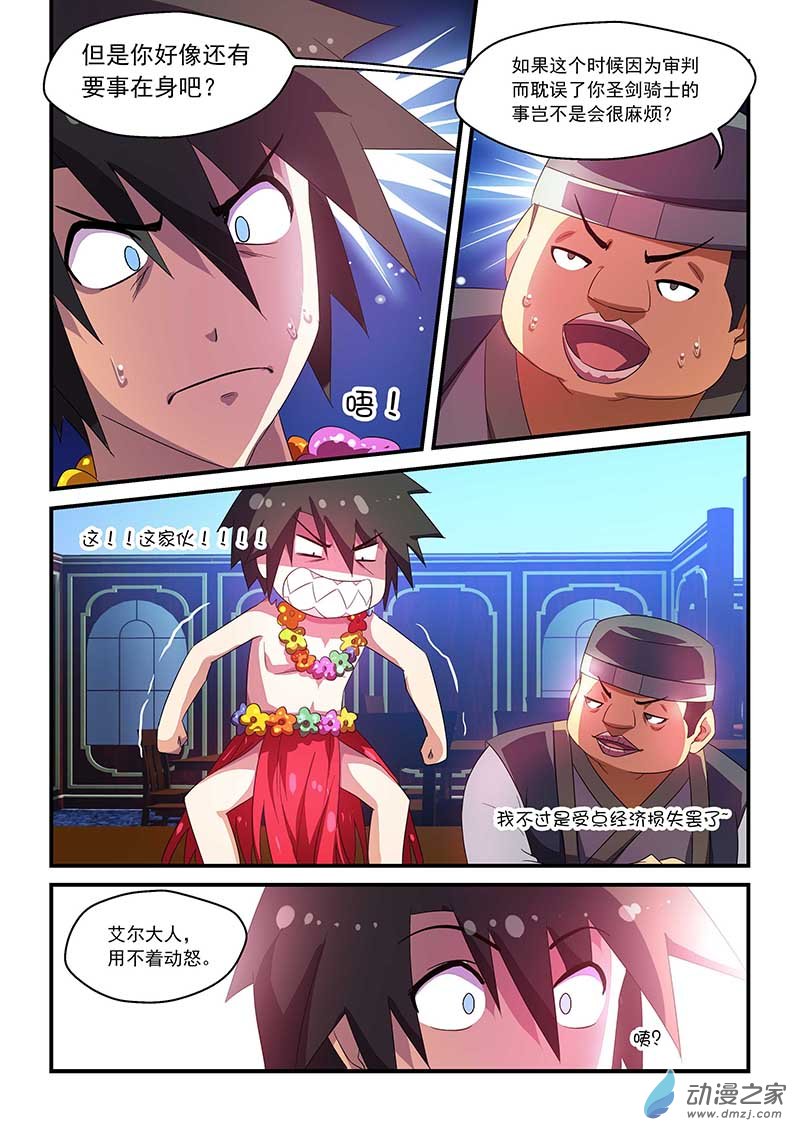 但是你好像还有
要事在身吧？
如果这个时候因为审判
而耽误了你圣剑骑士的
事岂不是会很麻烦？
唔！
这！！这家伙！！！！
我不过是受点经济损失罢了~
艾尔大人，
用不着动怒。
咦？
动漫之家
www.dmzj.com